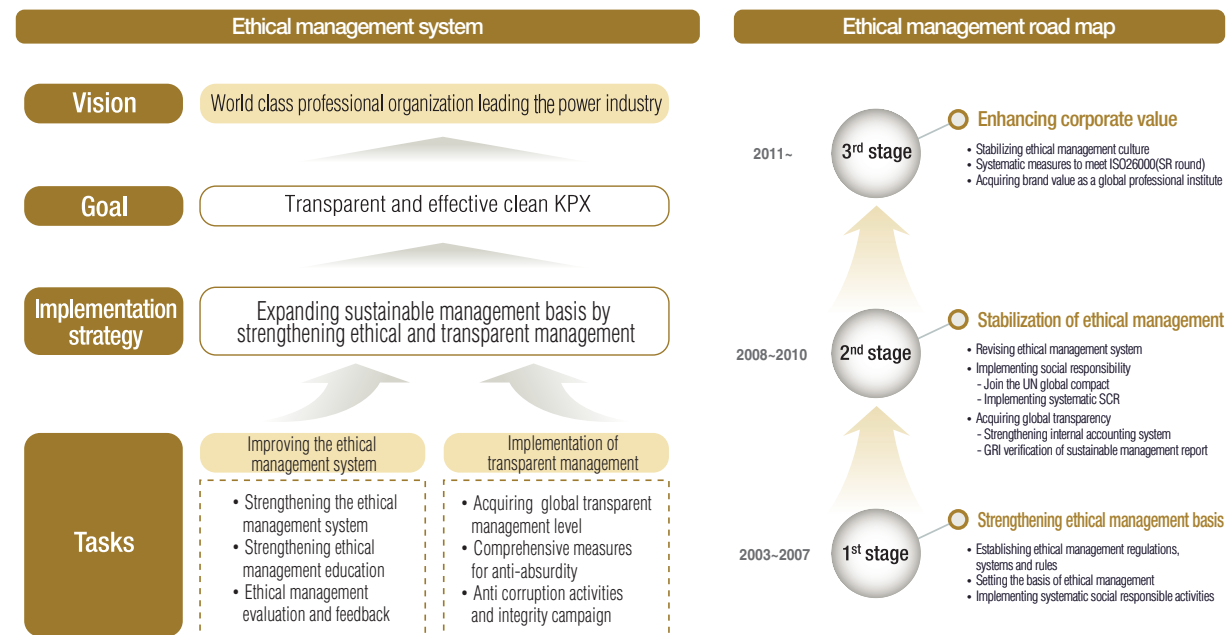 Ethical management system
Vision
World class professional organization leading the power industry
Goal
Transparent and effective clean KPX
Implementation
strategy
Expanding sustainable management basis by
strengthening ethical and transparent management
Tasks
Improving the ethical
management system
• Strengthening the ethical
management system
• Strengthening ethical
management education
• Ethical management
evaluation and feedback
Implementation of
transparent management
• Acquiring global transparent
management level
• Comprehensive measures
for anti-absurdity
• Anti corruption activities
and integrity campaign
Ethical management road map
2011~
3rd stage
Enhancing corporate value
• Stabilizing ethical management culture
• Systematic measures to meet ISO26000(SR round)
• Acquiring brand value as a global professional institute
2008~2010
2nd stage
Stabilization of ethical management
• Revising ethical management system
• Implementing social responsibility
- Join the UN global compact
- Implementing systematic SCR
• Acquiring global transparency
- Strengthening internal accounting system
- GRI verification of sustainable management report
2003~2007
1st stage
Strengthening ethical management basis
• Establishing ethical management regulations,
systems and rules
• Setting the basis of ethical management
• Implementing systematic social responsible activities